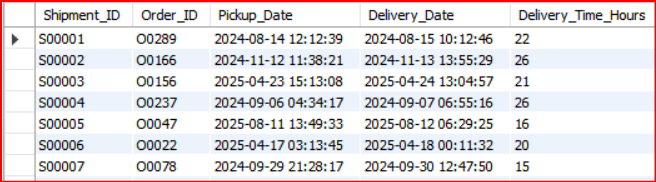 Shipment_ID Order_ID Pickup_Date Delivery_Date Delivery_Time_Hours
S00001 O0289 2024-08-14 12:12:39 2024-08-15 10:12:46 22
S00002 O0166 2024-11-12 11:38:21 2024-11-13 13:55:29 26
S00003 O0156 2025-04-23 15:13:08 2025-04-24 13:04:57 21
S00004 O0237 2024-09-06 04:34:17 2024-09-07 06:55:16 26
S00005 O0047 2025-08-11 13:49:33 2025-08-12 06:29:25 16
S00006 O0022 2025-04-17 03:13:45 2025-04-18 00:11:32 20
S00007 O0078 2024-09-29 21:28:17 2024-09-30 12:47:50 15